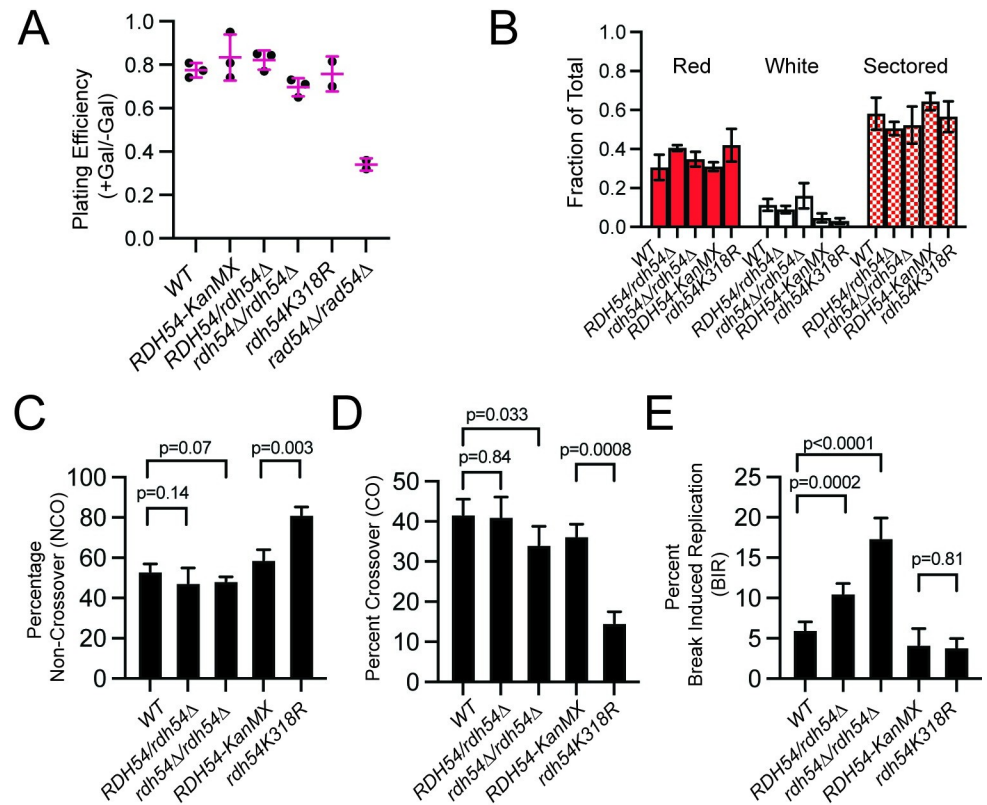 A
Plating Efficiency
(+Gal/-Gal)
1.0
0.8
0.6
0.4
0.2
0.0
WT
RDH54-KanMX
RDH54/rdh54Δ
rdh54Δ/rdh54Δ
rdh54K318R
rad54Δ/rad54Δ
B
Fraction of Total
1.0
0.8
0.6
0.4
0.2
0.0
Red
White
Sectored
WT
RDH54/rdh54Δ
rdh54Δ/rdh54Δ
RDH54-KanMX
rdh54K318R
WT
RDH54/rdh54Δ
rdh54Δ/rdh54Δ
RDH54-KanMX
rdh54K318R
WT
RDH54/rdh54Δ
rdh54Δ/rdh54Δ
RDH54-KanMX
rdh54K318R
C
Percentage
Non-Crossover (NCO)
100
80
60
40
20
0
p=0.07
p=0.003
p=0.14
WT
RDH54/rdh54Δ
rdh54Δ/rdh54Δ
RDH54-KanMX
rdh54K318R
D
Percent Crossover (CO)
50
40
30
20
10
0
p=0.033
p=0.84
p=0.0008
WT
RDH54/rdh54Δ
rdh54Δ/rdh54Δ
RDH54-KanMX
rdh54K318R
E
Percent
Break Induced Replication
(BIR)
25
20
15
10
5
0
p<0.0001
p=0.0002
p=0.81
WT
RDH54/rdh54Δ
rdh54Δ/rdh54Δ
RDH54-KanMX
rdh54K318R